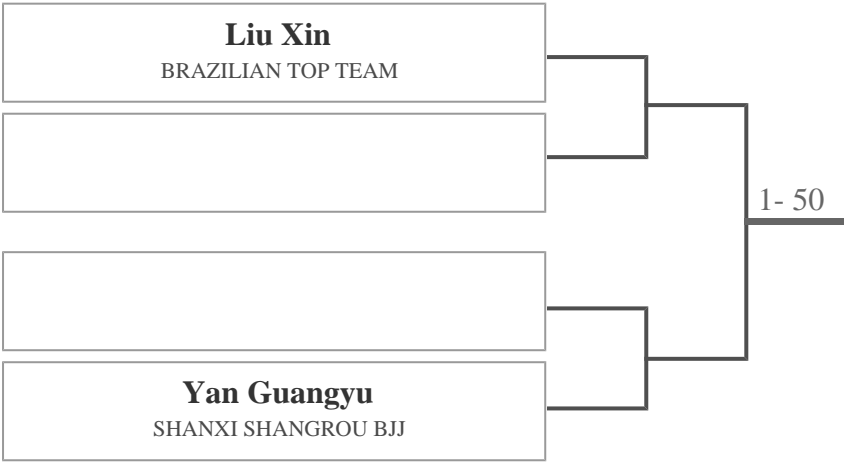 Liu Xin
BRAZILIAN TOP TEAM
1- 50
Yan Guangyu
SHANXI SHANGROU BJJ